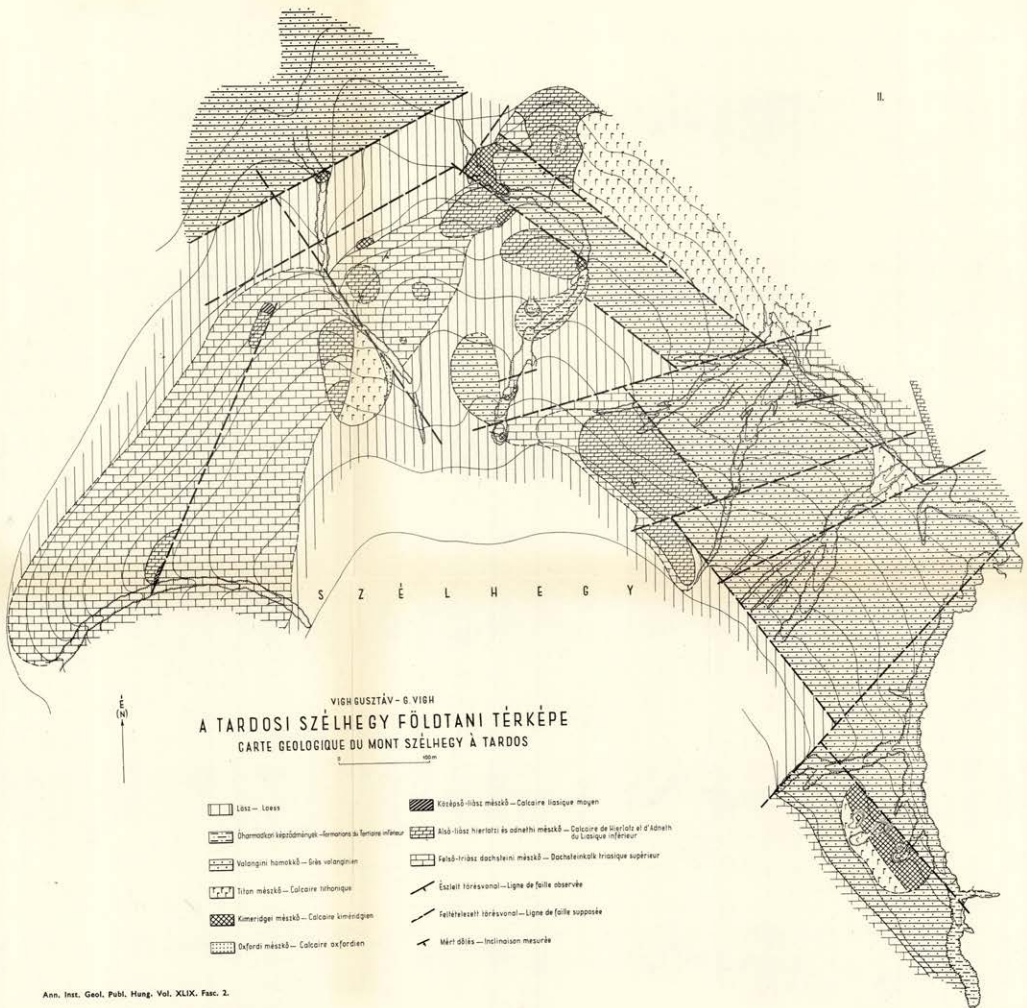 II.
SZÉLHEGY
É
(N)
VIGH GUSZTÁV – G. VIGH
A TARDOSI SZÉLHEGY FÖLDTANI TÉRKÉPE
CARTE GEOLOGIQUE DU MONT SZÉLHEGY À TARDOS
0 100 m
Lösz – Loess
Óharmadkori képződmények – Formations du Tertiaire inférieur
Valangini homokkő – Grès valanginien
Titon mészkő – Calcaire tithonique
Kimeridgei mészkő – Calcaire kiméridgien
Oxfordi mészkő – Calcaire oxfordien
Középső-liász mészkő – Calcaire liasique moyen
Alsó-liász hierlatzi és adnethi mészkő – Calcaire de Hierlatz et d'Adneth
du Liasique inférieur
Felső-triász dachsteini mészkő – Dachsteinkalk triasique supérieur
Észlelt törésvonal – Ligne de faille observée
Feltételezett törésvonal – Ligne de faille supposée
Mért dőlés – Inclinaison mesurée
Ann. Inst. Geol. Publ. Hung. Vol. XLIX. Fasc. 2.